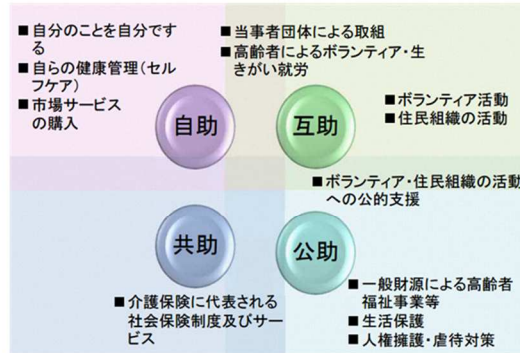 ■ 自分のことを自分です
る
■ 自らの健康管理(セル
フケア)
■ 市場サービス
の購入
■ 当事者団体による取組
■ 高齢者によるボランティア・生
きがい就労
自助
互助
■ ボランティア活動
■ 住民組織の活動
■ ボランティア・住民組織の活動
への公的支援
共助
公助
■ 介護保険に代表される
社会保険制度及びサー
ビス
■ 一般財源による高齢者
福祉事業等
■ 生活保護
■ 人権擁護・虐待対策